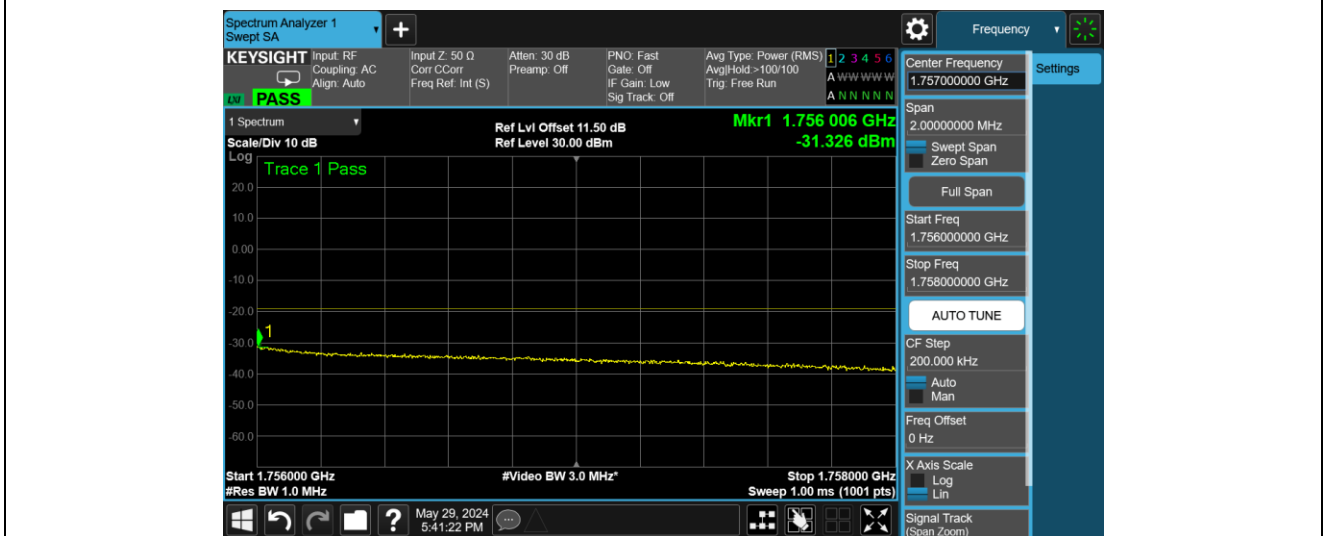 Spectrum Analyzer 1
Swept SA
Frequency
KEYSIGHT
LXI
PASS
Input: RF
Coupling: AC
Align: Auto
Input Z: 50 Ω
Corr CCorr
Freq Ref: Int (S)
Atten: 30 dB
Preamp: Off
PNO: Fast
Gate: Off
IF Gain: Low
Sig Track: Off
Avg Type: Power (RMS)
Avg|Hold:>100/100
Trig: Free Run
1 2 3 4 5 6
A W W W W W
A N N N N N
1 Spectrum
Scale/Div 10 dB
Ref Lvl Offset 11.50 dB
Ref Level 30.00 dBm
Mkr1 1.756 006 GHz
-31.326 dBm
Log
Trace 1 Pass
20.0
10.0
0.00
-10.0
-20.0
1
-30.0
-40.0
-50.0
-60.0
Start 1.756000 GHz
#Res BW 1.0 MHz
#Video BW 3.0 MHz*
Stop 1.758000 GHz
Sweep 1.00 ms (1001 pts)
?
May 29, 2024
5:41:22 PM
Center Frequency
1.757000000 GHz
Settings
Span
2.00000000 MHz
Swept Span
Zero Span
Full Span
Start Freq
1.756000000 GHz
Stop Freq
1.758000000 GHz
AUTO TUNE
CF Step
200.000 kHz
Auto
Man
Freq Offset
0 Hz
X Axis Scale
Log
Lin
Signal Track
(Span Zoom)